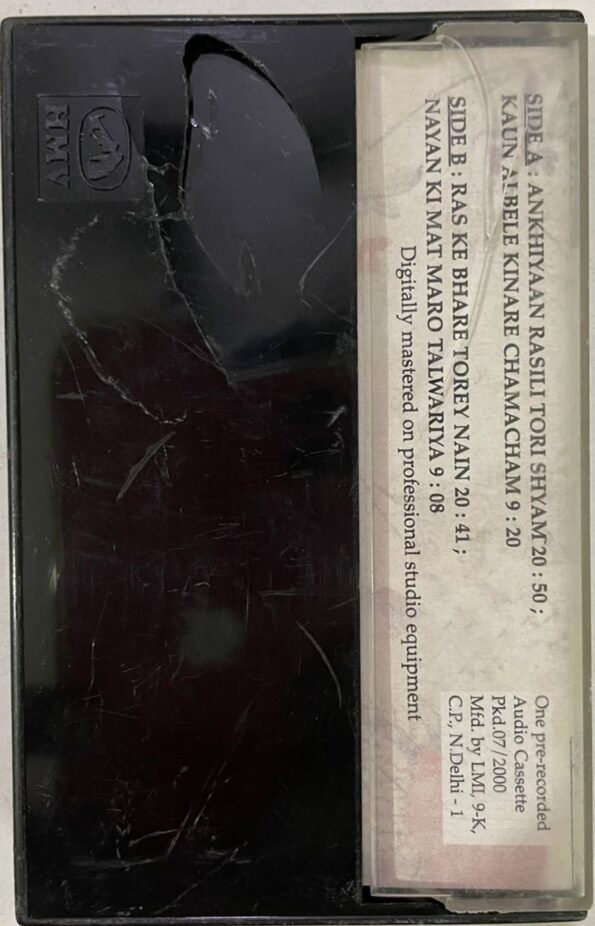 SIDE A : ANKHIYAAN RASILI TORI SHYAM 20 : 50 ;
KAUN ALBELE KINARE CHAMACHAM 9 : 20
SIDE B : RAS KE BHARE TOREY NAIN 20 : 41 ;
NAYAN KI MAT MARO TALWARIYA 9 : 08
Digitally mastered on professional studio equipment
One pre-recorded
Audio Cassette
Pkd.07/2000
Mfd. by LMI, 9-K,
C.P., N.Delhi - 1
HMV